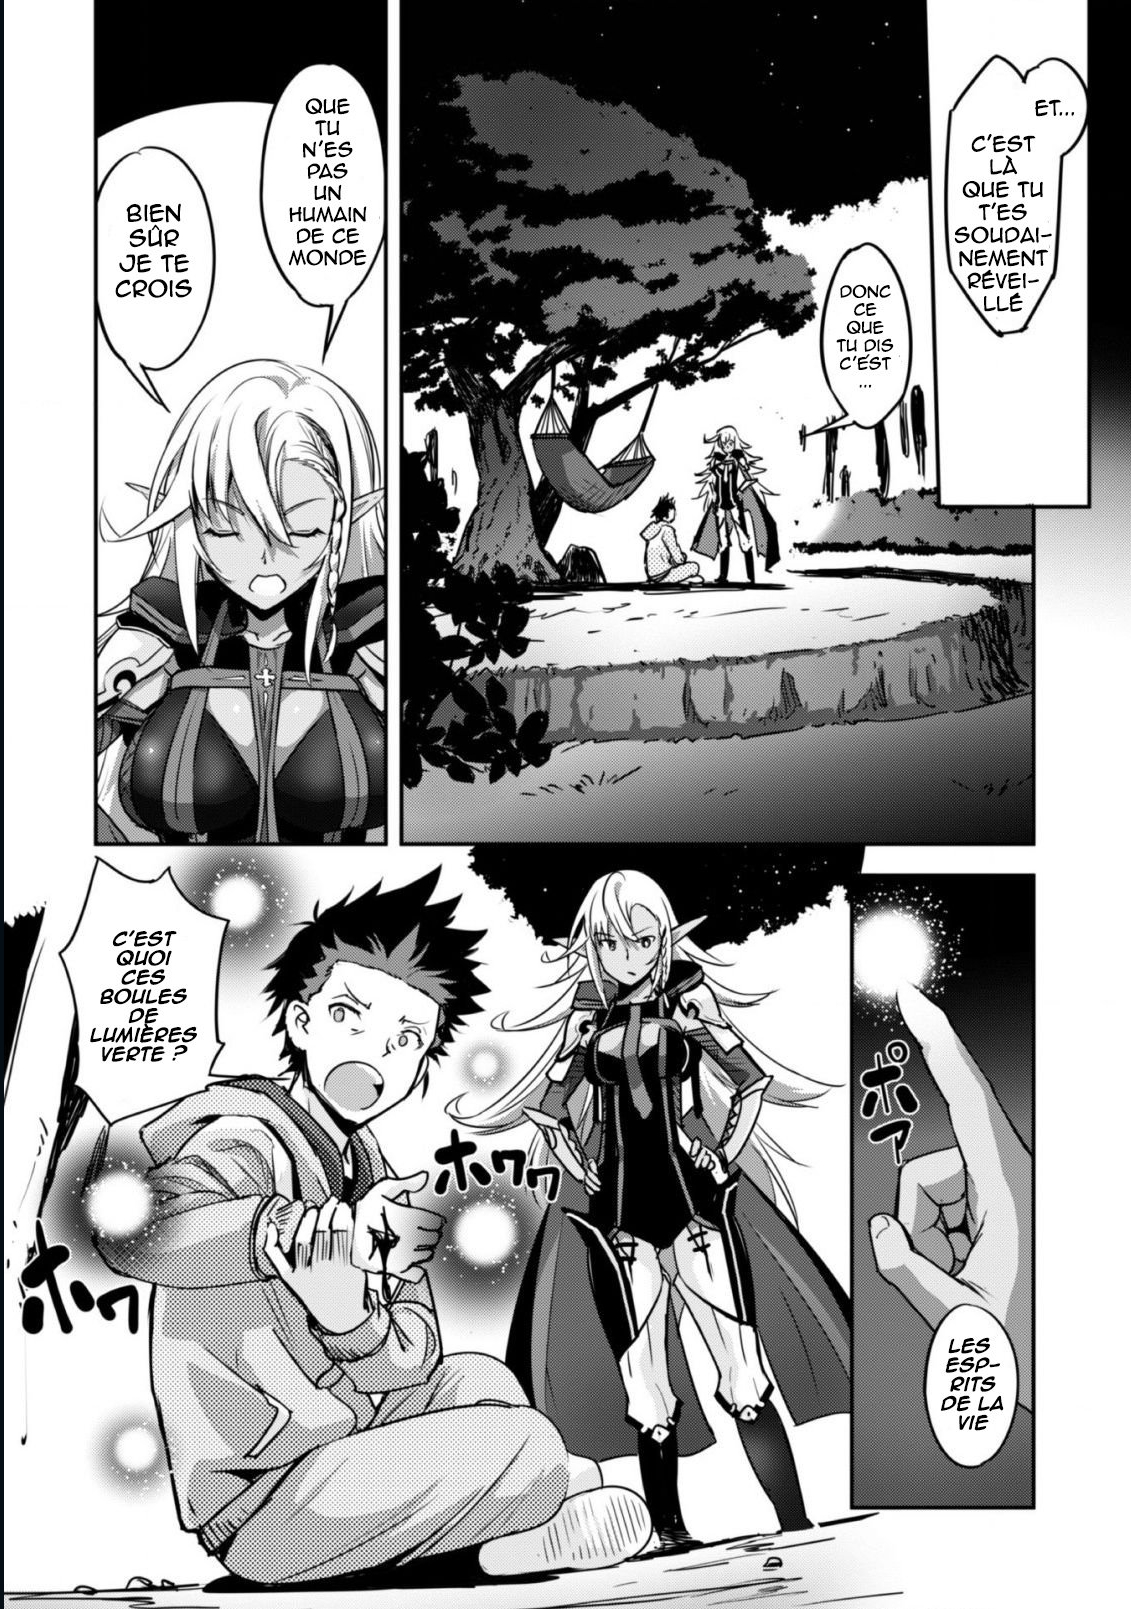 ET...
C'EST
LÀ
QUE TU
T'ES
SOUDAI-
NEMENT
RÉVEI-
LLÉ
DONC
CE
QUE
TU DIS
C'EST
...
QUE
TU
N'ES
PAS
UN
HUMAIN
DE CE
MONDE
BIEN
SÛR
JE TE
CROIS
ポ
ア
LES
ESP-
RITS
DE LA
VIE
C'EST
QUOI
CES
BOULES
DE
LUMIÈRES
VERTE ?
ホワワ
ホワ